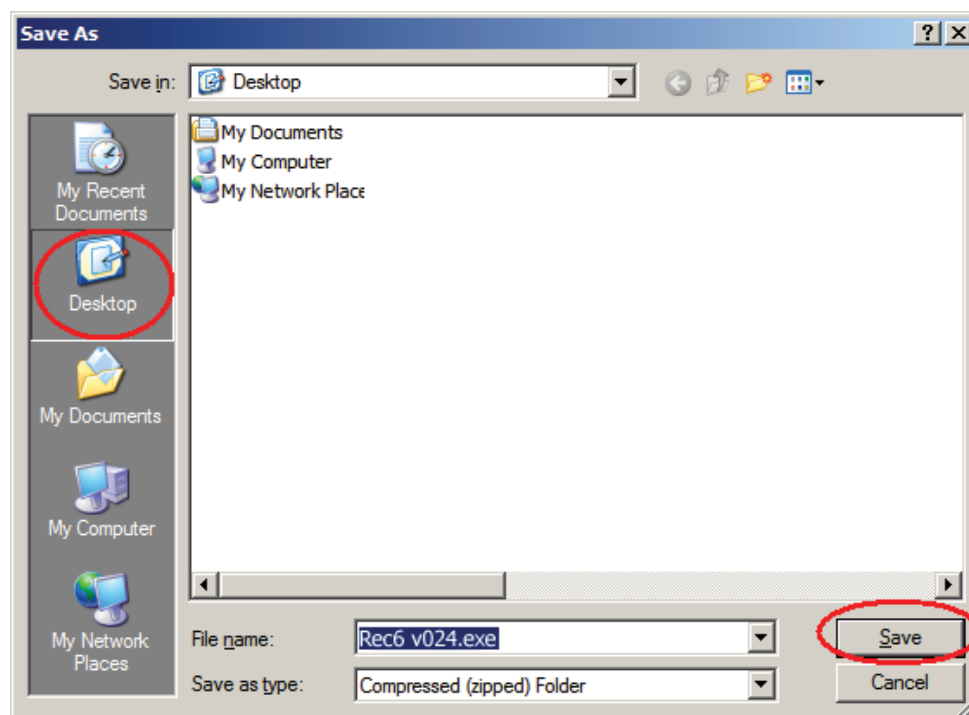 Save As
Save in:
Desktop
My Recent
Documents
Desktop
My Documents
My Computer
My Network
Places
My Documents
My Computer
My Network Place
File name:
Rec6 v024.exe
Save
Save as type:
Compressed (zipped) Folder
Cancel